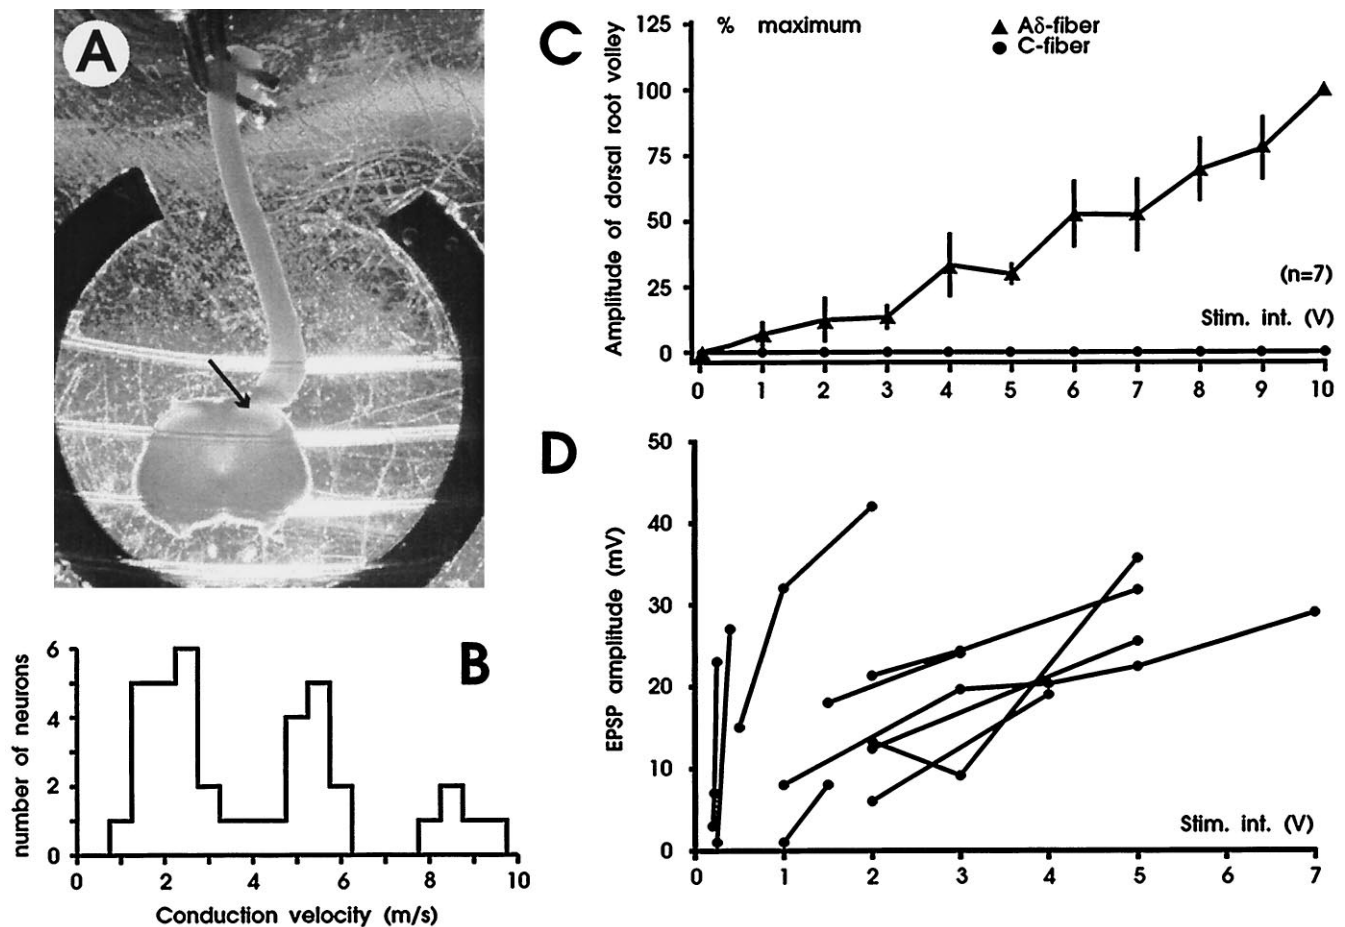 A
B
number of neurons
6
4
2
0
0 2 4 6 8 10
Conduction velocity (m/s)
C
Amplitude of dorsal root volley
125
100
75
50
25
0
% maximum
Aδ-fiber
C-fiber
(n=7)
Stim. int. (V)
0 1 2 3 4 5 6 7 8 9 10
D
EPSP amplitude (mV)
50
40
30
20
10
0
Stim. int. (V)
0 1 2 3 4 5 6 7